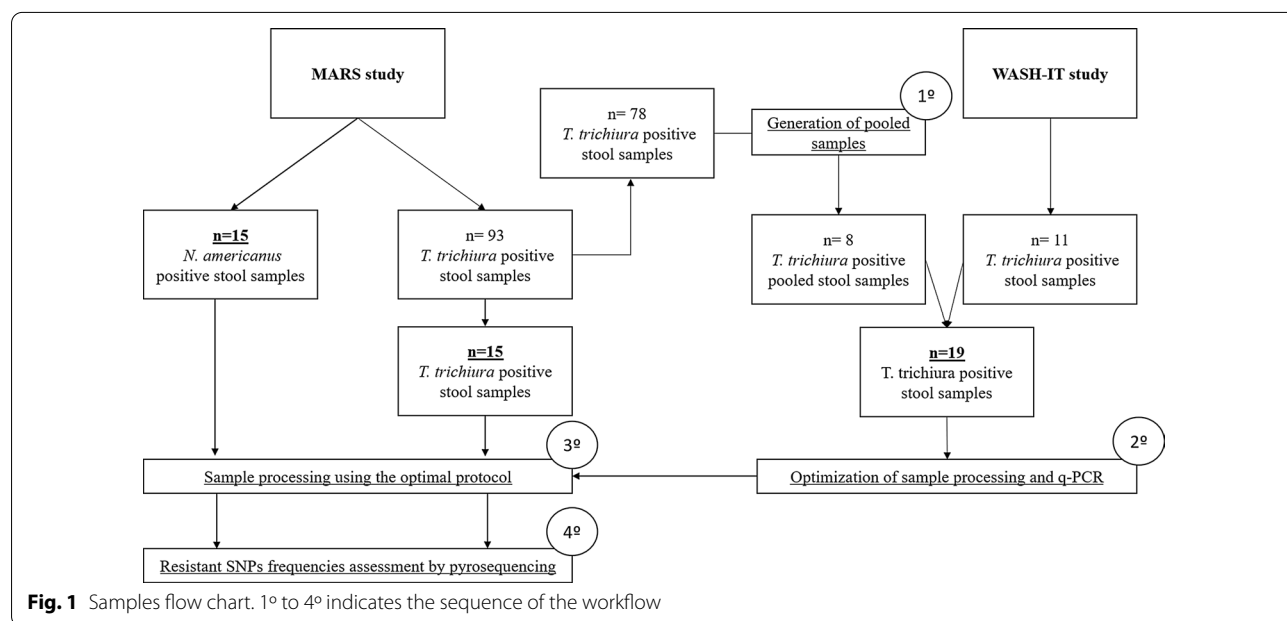 MARS study
WASH-IT study
n= 78
T. trichiura positive
stool samples
1º
Generation of pooled
samples
n=15
N. americanus
positive stool samples
n= 93
T. trichiura positive
stool samples
n= 8
T. trichiura positive
pooled stool samples
n= 11
T. trichiura positive
stool samples
n=15
T. trichiura positive
stool samples
n=19
T. trichiura positive
stool samples
3º
Sample processing using the optimal protocol
2º
Optimization of sample processing and q-PCR
4º
Resistant SNPs frequencies assessment by pyrosequencing
Fig. 1 Samples flow chart. 1º to 4º indicates the sequence of the workflow